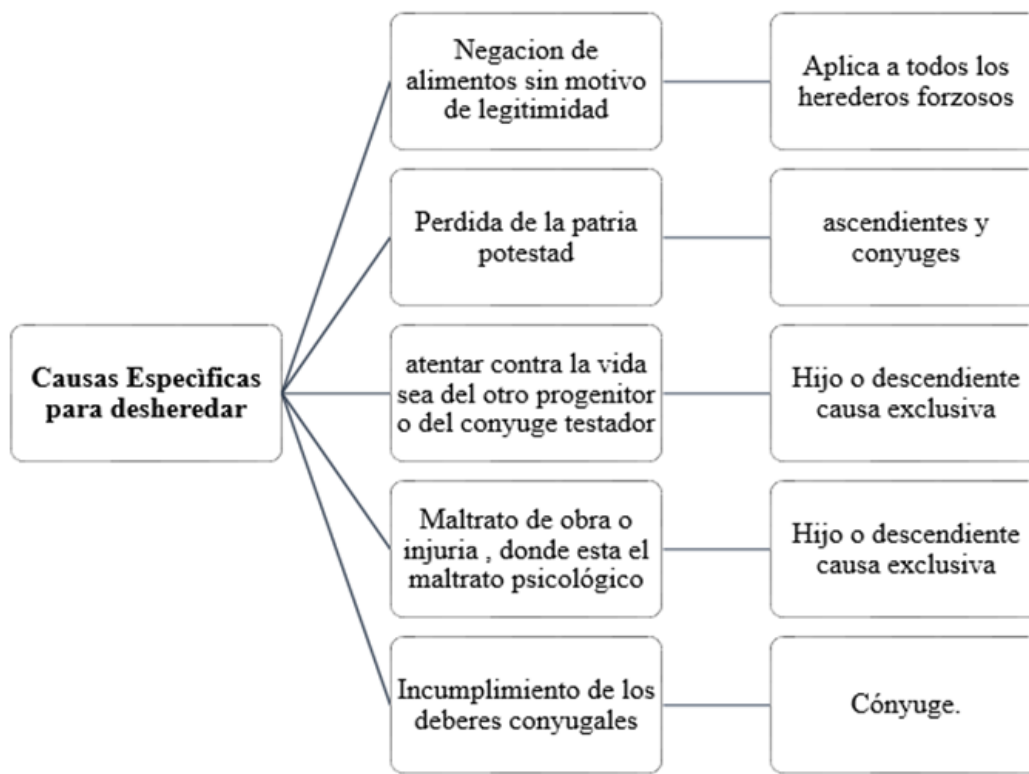 Causas Especìficas
para desheredar
Negacion de
alimentos sin motivo
de legitimidad
Aplica a todos los
herederos forzosos
Perdida de la patria
potestad
ascendientes y
conyuges
atentar contra la vida
sea del otro progenitor
o del conyuge testador
Hijo o descendiente
causa exclusiva
Maltrato de obra o
injuria , donde esta el
maltrato psicológico
Hijo o descendiente
causa exclusiva
Incumplimiento de los
deberes conyugales
Cónyuge.